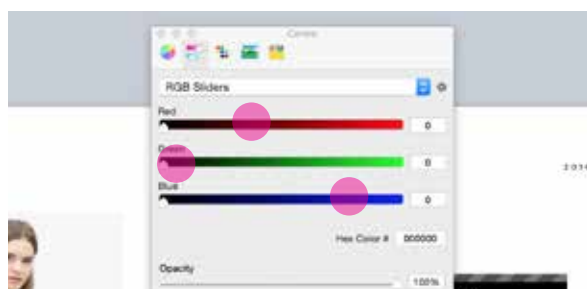 Colors
RGB Sliders
Red
0
Green
0
Blue
0
Hex Color # 000000
Opacity
100%